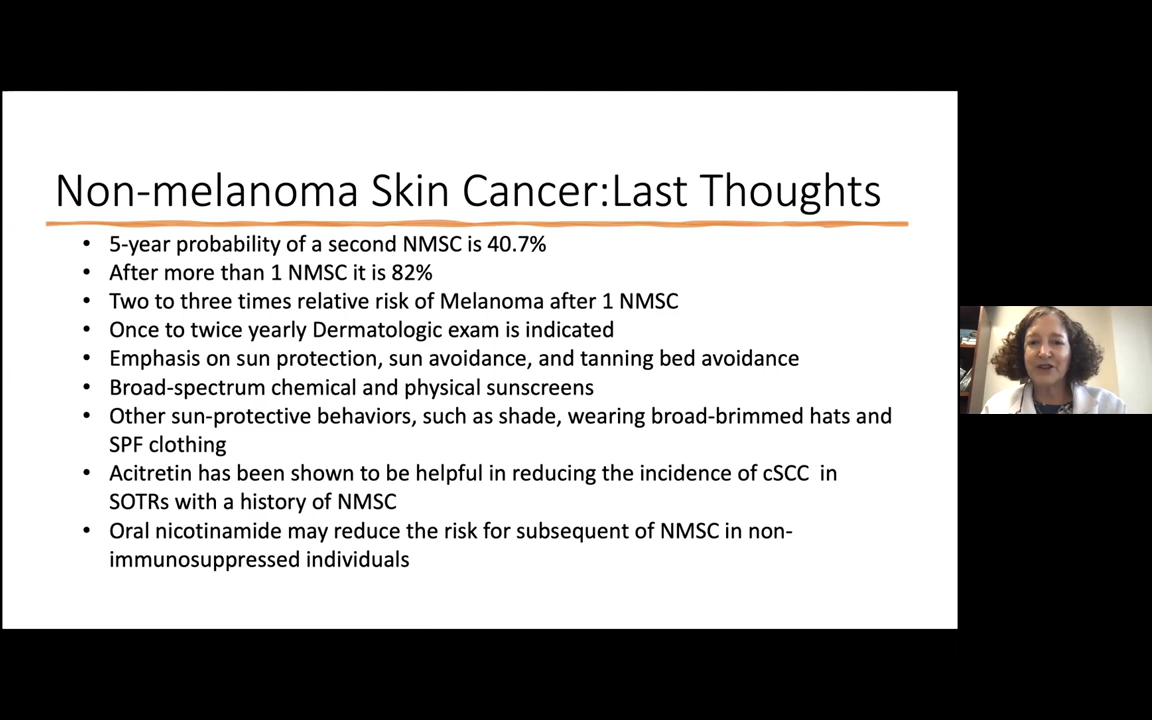 Non-melanoma Skin Cancer:Last Thoughts
• 5-year probability of a second NMSC is 40.7%
• After more than 1 NMSC it is 82%
• Two to three times relative risk of Melanoma after 1 NMSC
• Once to twice yearly Dermatologic exam is indicated
• Emphasis on sun protection, sun avoidance, and tanning bed avoidance
• Broad-spectrum chemical and physical sunscreens
• Other sun-protective behaviors, such as shade, wearing broad-brimmed hats and
SPF clothing
• Acitretin has been shown to be helpful in reducing the incidence of cSCC in
SOTRs with a history of NMSC
• Oral nicotinamide may reduce the risk for subsequent of NMSC in non-
immunosuppressed individuals